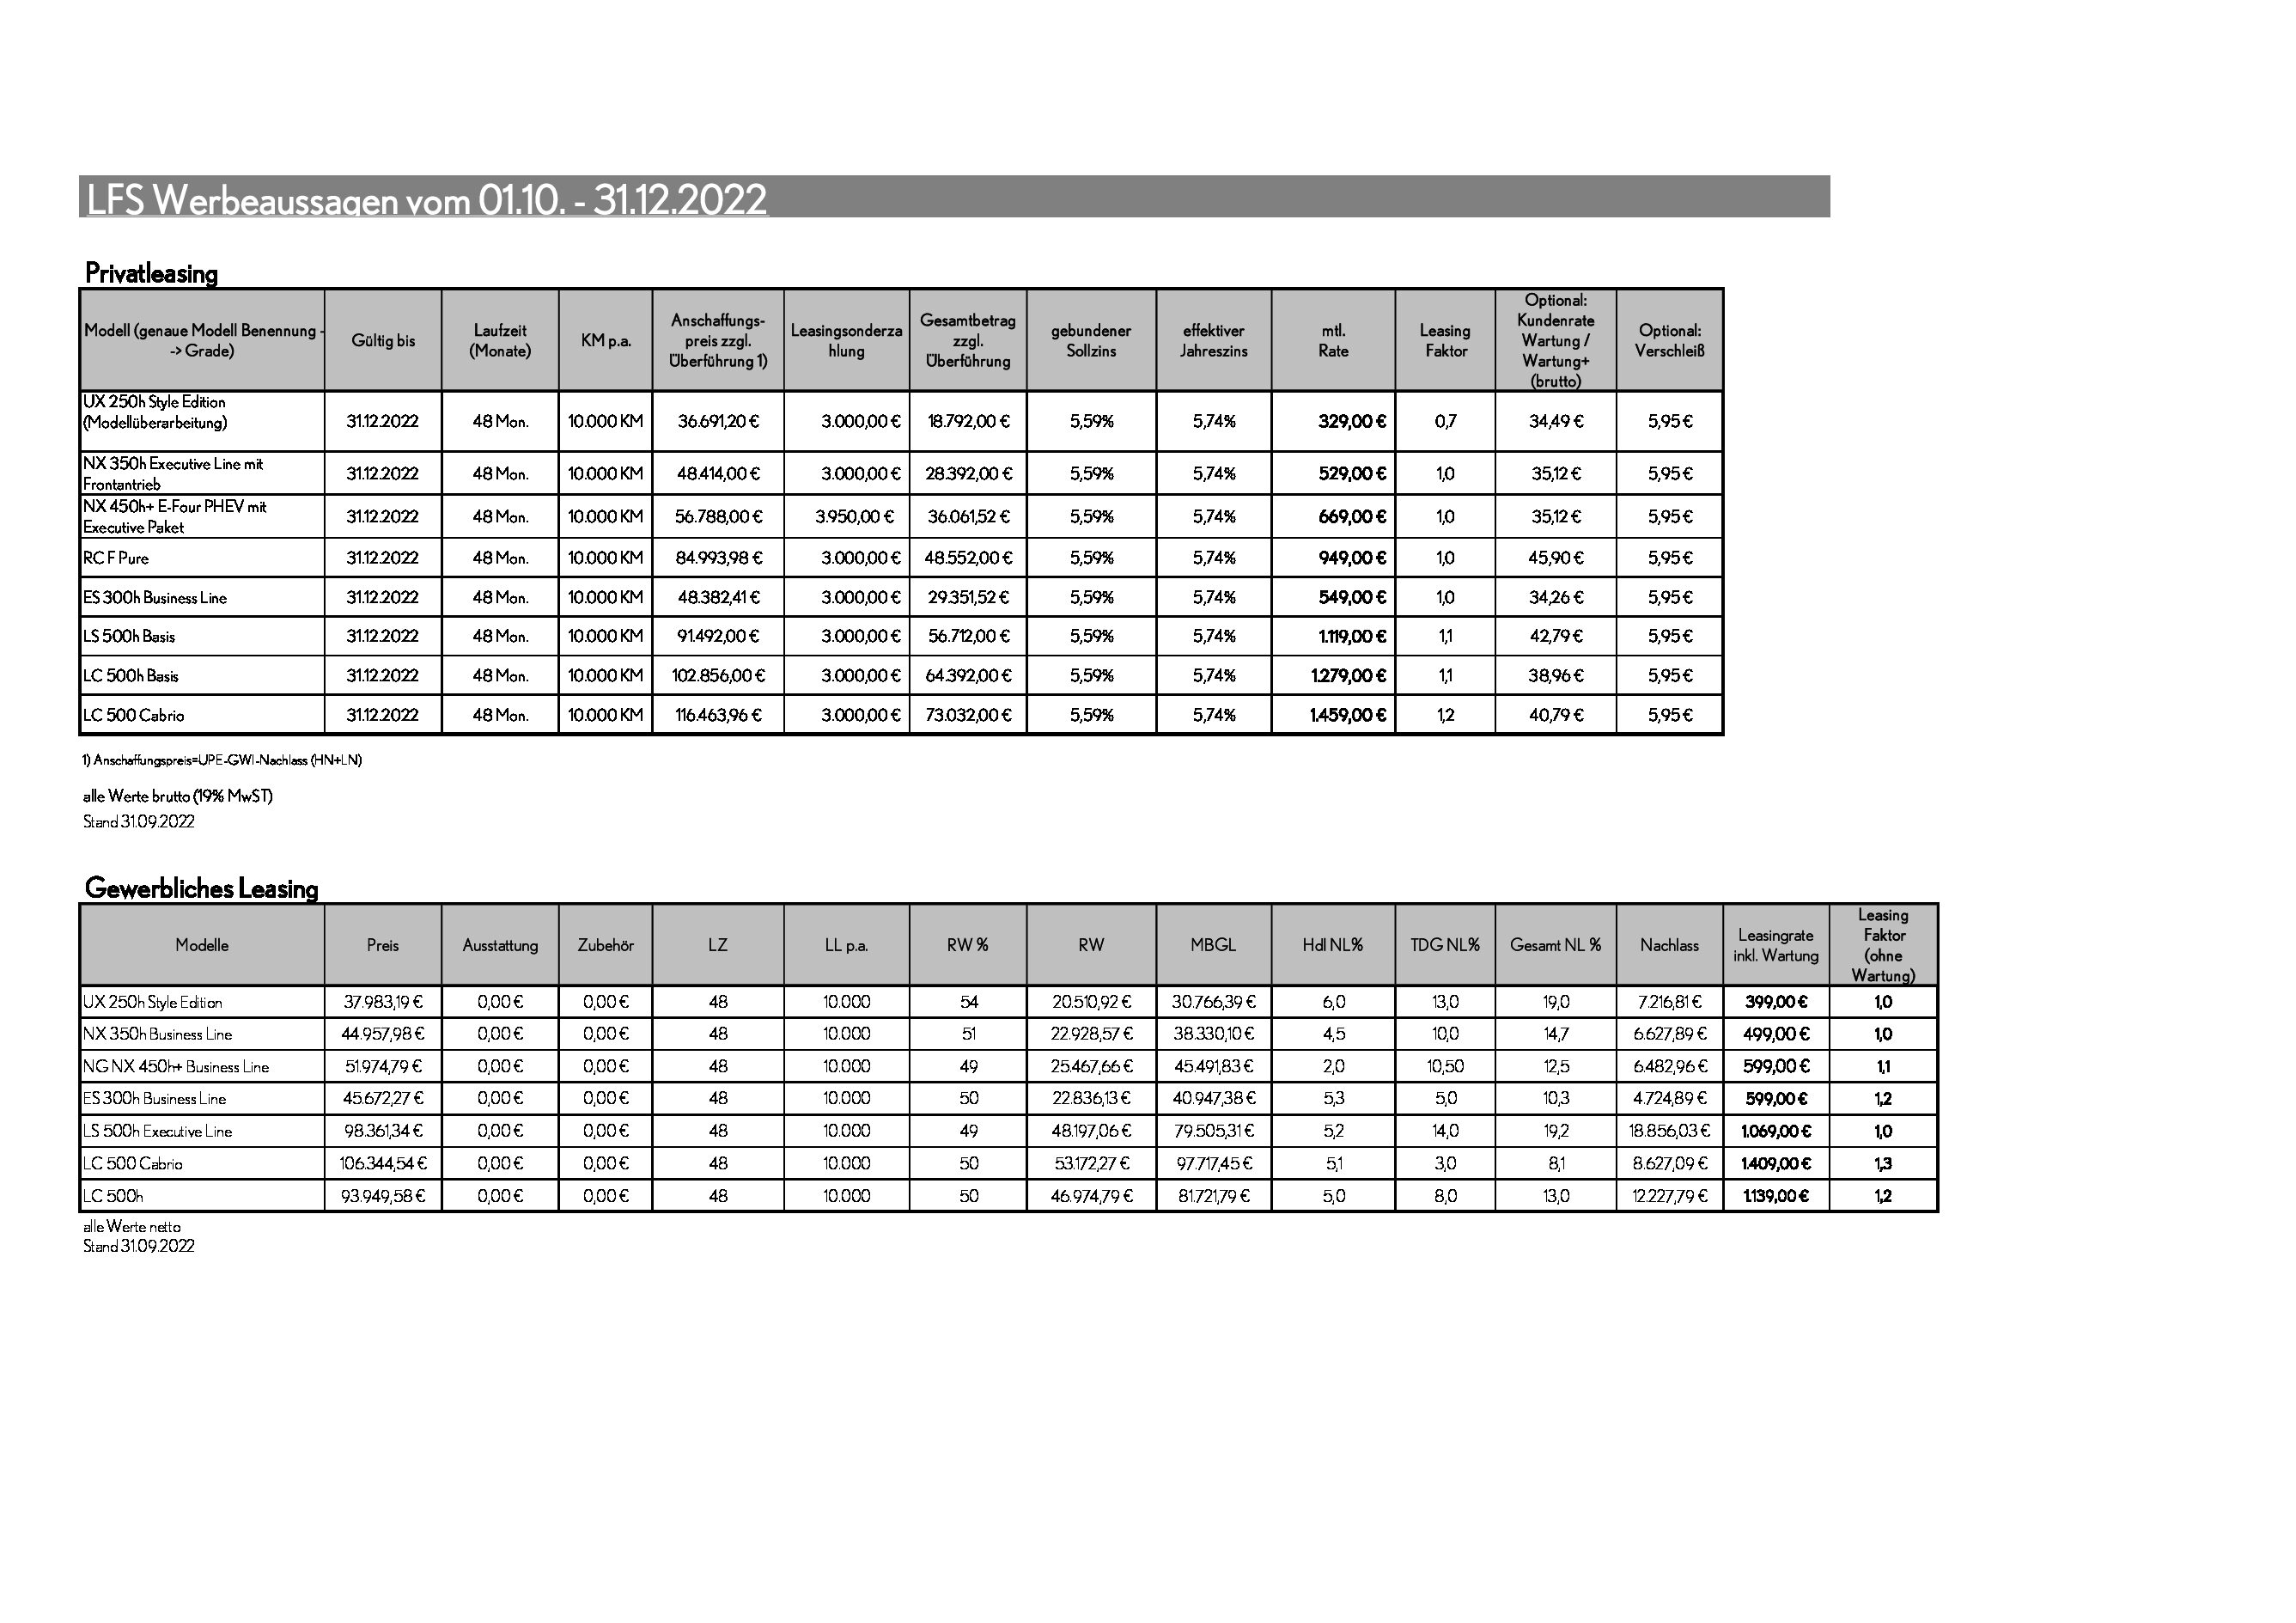 LFS Werbeaussagen vom 01.10. - 31.12.2022
Privatleasing
Modell (genaue Modell Benennung --> Grade) Gültig bis Laufzeit (Monate) KM p.a. Anschaffungs-preis zzgl. Überführung 1) Leasingsonderzahlung Gesamtbetrag zzgl. Überführung gebundener Sollzins effektiver Jahreszins mtl. Rate Leasing Faktor Optional: Kundenrate Wartung / Wartung+ (brutto) Optional: Verschleiß
UX 250h Style Edition (Modellüberarbeitung) 31.12.2022 48 Mon. 10.000 KM 36.691,20 € 3.000,00 € 18.792,00 € 5,59% 5,74% 329,00 € 0,7 34,49 € 5,95 €
NX 350h Executive Line mit Frontantrieb 31.12.2022 48 Mon. 10.000 KM 48.414,00 € 3.000,00 € 28.392,00 € 5,59% 5,74% 529,00 € 1,0 35,12 € 5,95 €
NX 450h+ E-Four PHEV mit Executive Paket 31.12.2022 48 Mon. 10.000 KM 56.788,00 € 3.950,00 € 36.061,52 € 5,59% 5,74% 669,00 € 1,0 35,12 € 5,95 €
RC F Pure 31.12.2022 48 Mon. 10.000 KM 84.993,98 € 3.000,00 € 48.552,00 € 5,59% 5,74% 949,00 € 1,0 45,90 € 5,95 €
ES 300h Business Line 31.12.2022 48 Mon. 10.000 KM 48.382,41 € 3.000,00 € 29.351,52 € 5,59% 5,74% 549,00 € 1,0 34,26 € 5,95 €
LS 500h Basis 31.12.2022 48 Mon. 10.000 KM 91.492,00 € 3.000,00 € 56.712,00 € 5,59% 5,74% 1.119,00 € 1,1 42,79 € 5,95 €
LC 500h Basis 31.12.2022 48 Mon. 10.000 KM 102.856,00 € 3.000,00 € 64.392,00 € 5,59% 5,74% 1.279,00 € 1,1 38,96 € 5,95 €
LC 500 Cabrio 31.12.2022 48 Mon. 10.000 KM 116.463,96 € 3.000,00 € 73.032,00 € 5,59% 5,74% 1.459,00 € 1,2 40,79 € 5,95 €
1) Anschaffungspreis=UPE-GWI-Nachlass (HN+LN)
alle Werte brutto (19% MwST)
Stand 31.09.2022
Gewerbliches Leasing
Modelle Preis Ausstattung Zubehör LZ LL p.a. RW % RW MBGL Hdl NL% TDG NL% Gesamt NL % Nachlass Leasingrate inkl. Wartung Leasing Faktor (ohne Wartung)
UX 250h Style Edition 37.983,19 € 0,00 € 0,00 € 48 10.000 54 20.510,92 € 30.766,39 € 6,0 13,0 19,0 7.216,81 € 399,00 € 1,0
NX 350h Business Line 44.957,98 € 0,00 € 0,00 € 48 10.000 51 22.928,57 € 38.330,10 € 4,5 10,0 14,7 6.627,89 € 499,00 € 1,0
NG NX 450h+ Business Line 51.974,79 € 0,00 € 0,00 € 48 10.000 49 25.467,66 € 45.491,83 € 2,0 10,50 12,5 6.482,96 € 599,00 € 1,1
ES 300h Business Line 45.672,27 € 0,00 € 0,00 € 48 10.000 50 22.836,13 € 40.947,38 € 5,3 5,0 10,3 4.724,89 € 599,00 € 1,2
LS 500h Executive Line 98.361,34 € 0,00 € 0,00 € 48 10.000 49 48.197,06 € 79.505,31 € 5,2 14,0 19,2 18.856,03 € 1.069,00 € 1,0
LC 500 Cabrio 106.344,54 € 0,00 € 0,00 € 48 10.000 50 53.172,27 € 97.717,45 € 5,1 3,0 8,1 8.627,09 € 1.409,00 € 1,3
LC 500h 93.949,58 € 0,00 € 0,00 € 48 10.000 50 46.974,79 € 81.721,79 € 5,0 8,0 13,0 12.227,79 € 1.139,00 € 1,2
alle Werte netto
Stand 31.09.2022